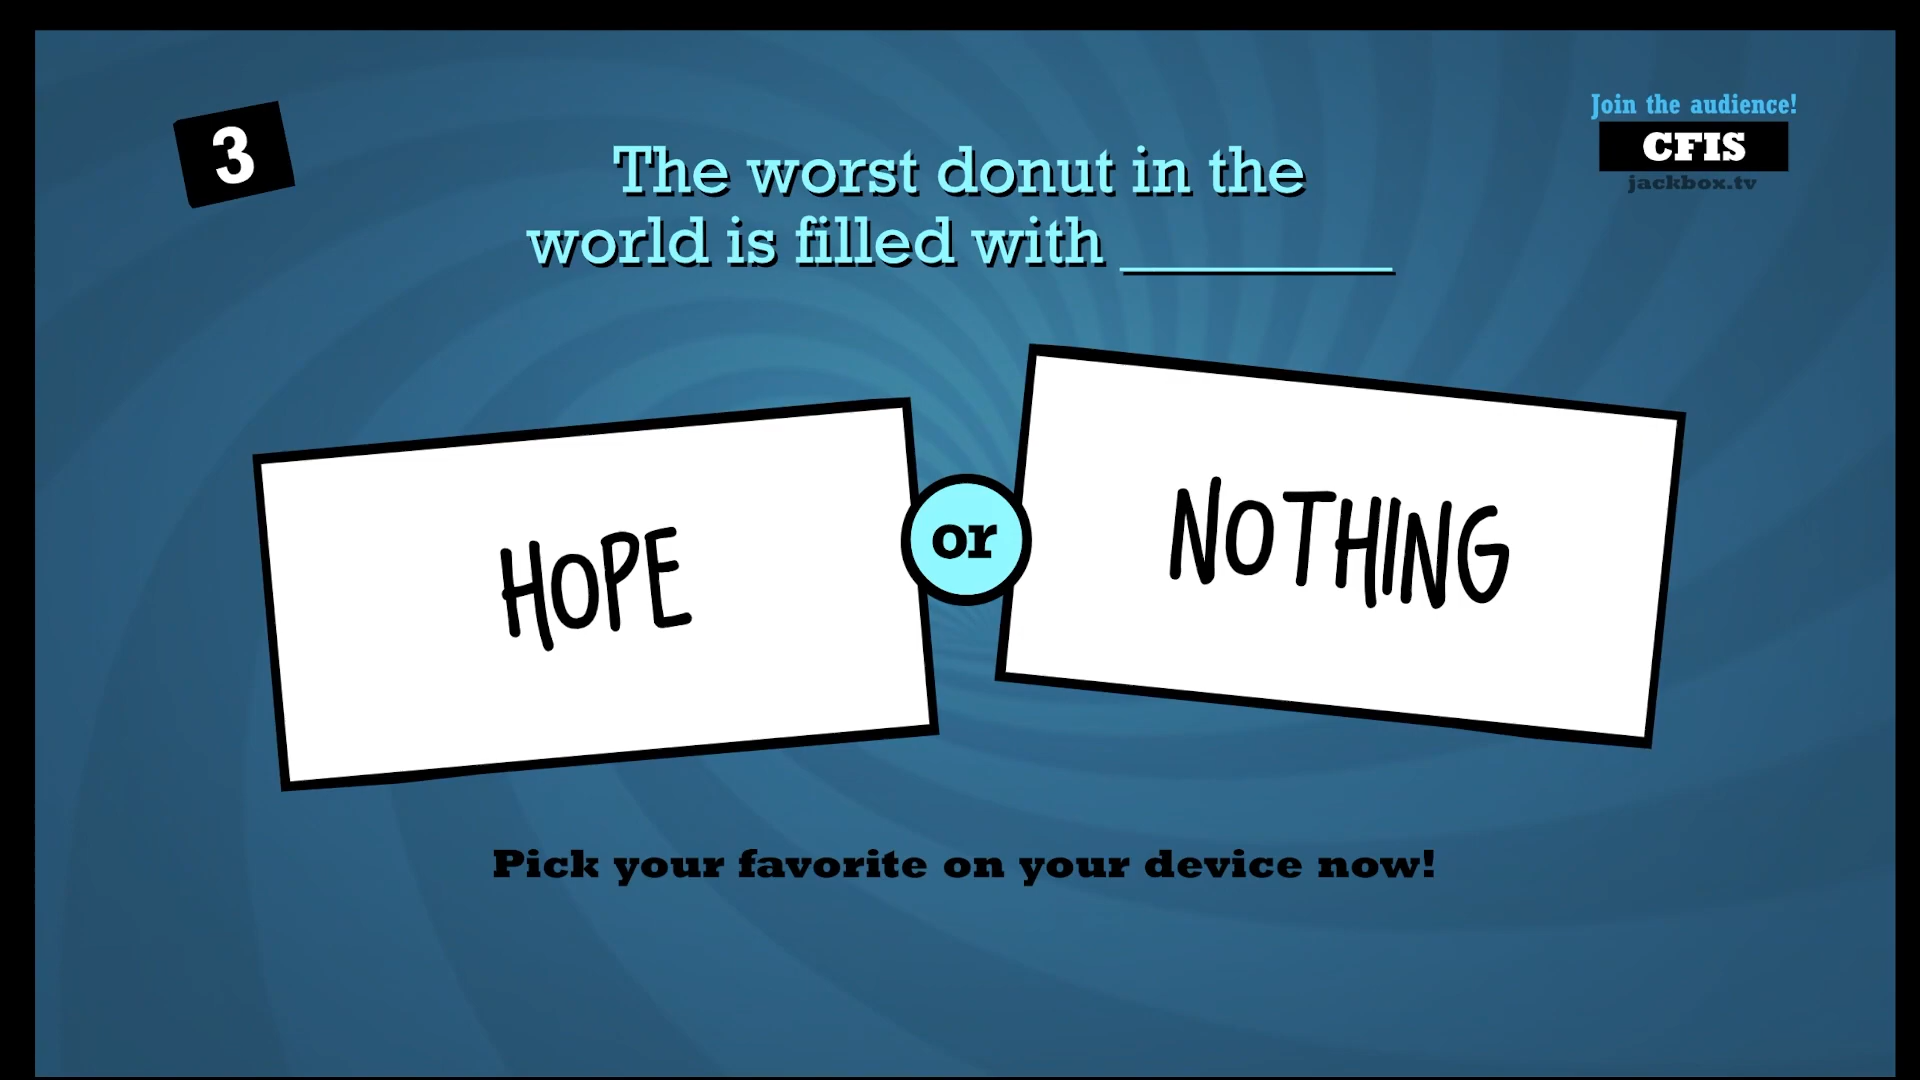 3
Join the audience!
CFIS
jackbox.tv
The worst donut in the
world is filled with __________
HOPE
or
NOTHING
Pick your favorite on your device now!